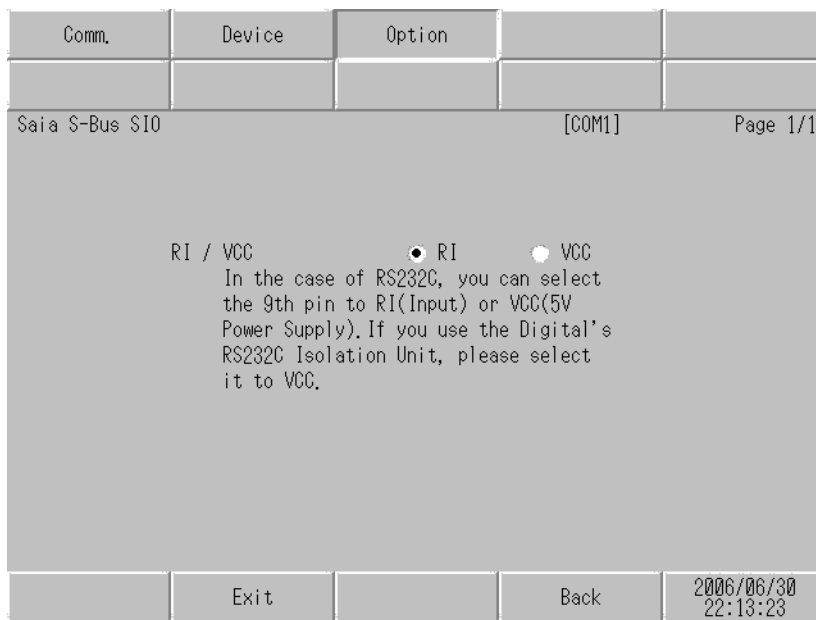 Comm. Device Option
Saia S-Bus SIO [COM1] Page 1/1
RI / VCC RI VCC
In the case of RS232C, you can select
the 9th pin to RI(Input) or VCC(5V
Power Supply).If you use the Digital's
RS232C Isolation Unit, please select
it to VCC.
Exit Back 2006/06/30
22:13:23